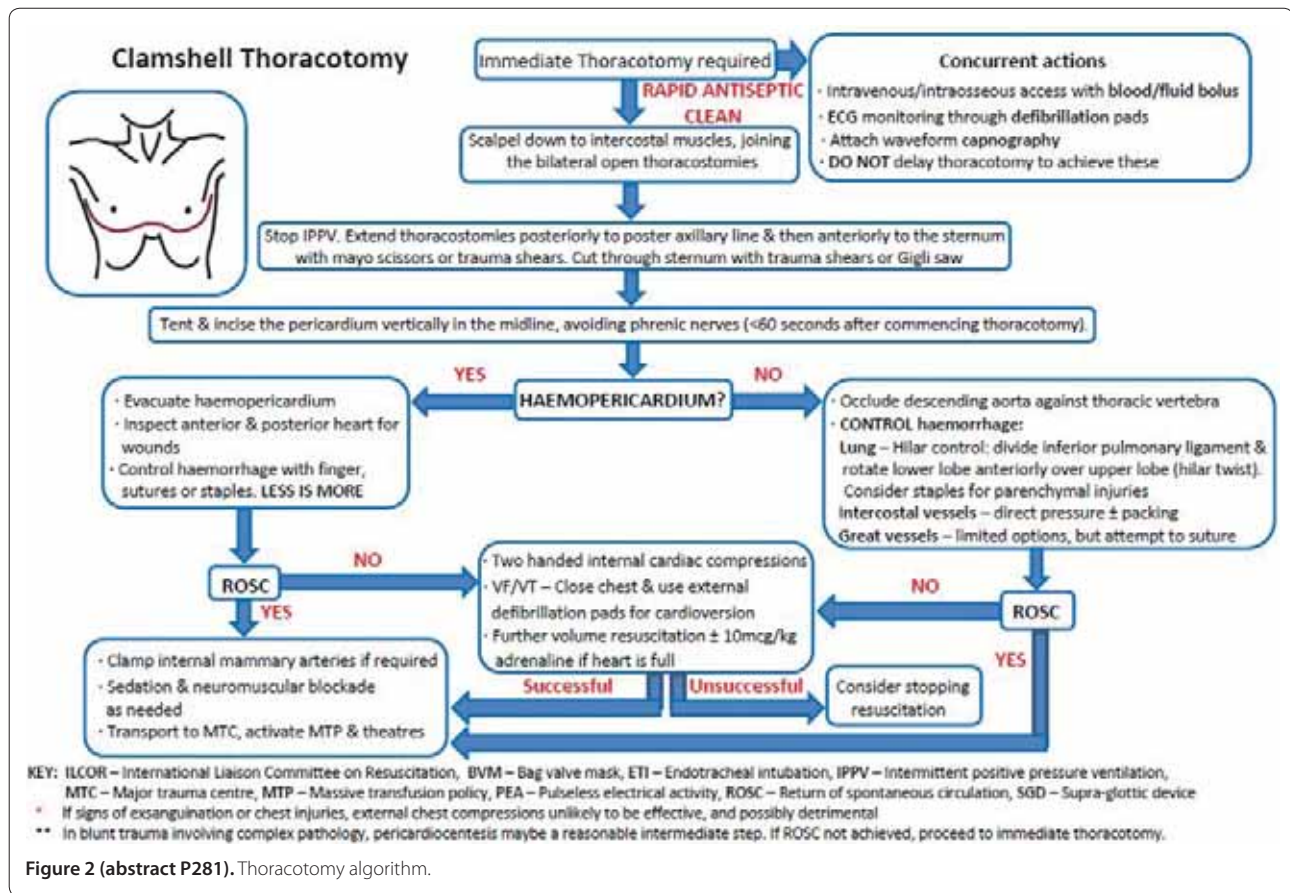 Clamshell Thoracotomy
Immediate Thoracotomy required
RAPID ANTISEPTIC
CLEAN
Concurrent actions
· Intravenous/intraosseous access with blood/fluid bolus
· ECG monitoring through defibrillation pads
· Attach waveform capnography
· DO NOT delay thoracotomy to achieve these
Scalpel down to intercostal muscles, joining
the bilateral open thoracostomies
Stop IPPV. Extend thoracostomies posteriorly to poster axillary line & then anteriorly to the sternum
with mayo scissors or trauma shears. Cut through sternum with trauma shears or Gigli saw
Tent & incise the pericardium vertically in the midline, avoiding phrenic nerves (<60 seconds after commencing thoracotomy).
YES
HAEMOPERICARDIUM?
NO
· Evacuate haemopericardium
· Inspect anterior & posterior heart for
wounds
· Control haemorrhage with finger,
sutures or staples. LESS IS MORE
· Occlude descending aorta against thoracic vertebra
· CONTROL haemorrhage:
Lung – Hilar control: divide inferior pulmonary ligament &
rotate lower lobe anteriorly over upper lobe (hilar twist).
Consider staples for parenchymal injuries
Intercostal vessels – direct pressure ± packing
Great vessels – limited options, but attempt to suture
ROSC
NO
YES
· Two handed internal cardiac compressions
· VF/VT – Close chest & use external
defibrillation pads for cardioversion
· Further volume resuscitation ± 10mcg/kg
adrenaline if heart is full
NO
ROSC
YES
· Clamp internal mammary arteries if required
· Sedation & neuromuscular blockade
as needed
· Transport to MTC, activate MTP & theatres
Successful
Unsuccessful
Consider stopping
resuscitation
KEY: ILCOR – International Liaison Committee on Resuscitation, BVM – Bag valve mask, ETI – Endotracheal intubation, IPPV – Intermittent positive pressure ventilation,
MTC – Major trauma centre, MTP – Massive transfusion policy, PEA – Pulseless electrical activity, ROSC – Return of spontaneous circulation, SGD – Supra-glottic device
* If signs of exsanguination or chest injuries, external chest compressions unlikely to be effective, and possibly detrimental
** In blunt trauma involving complex pathology, pericardiocentesis maybe a reasonable intermediate step. If ROSC not achieved, proceed to immediate thoracotomy.
Figure 2 (abstract P281). Thoracotomy algorithm.